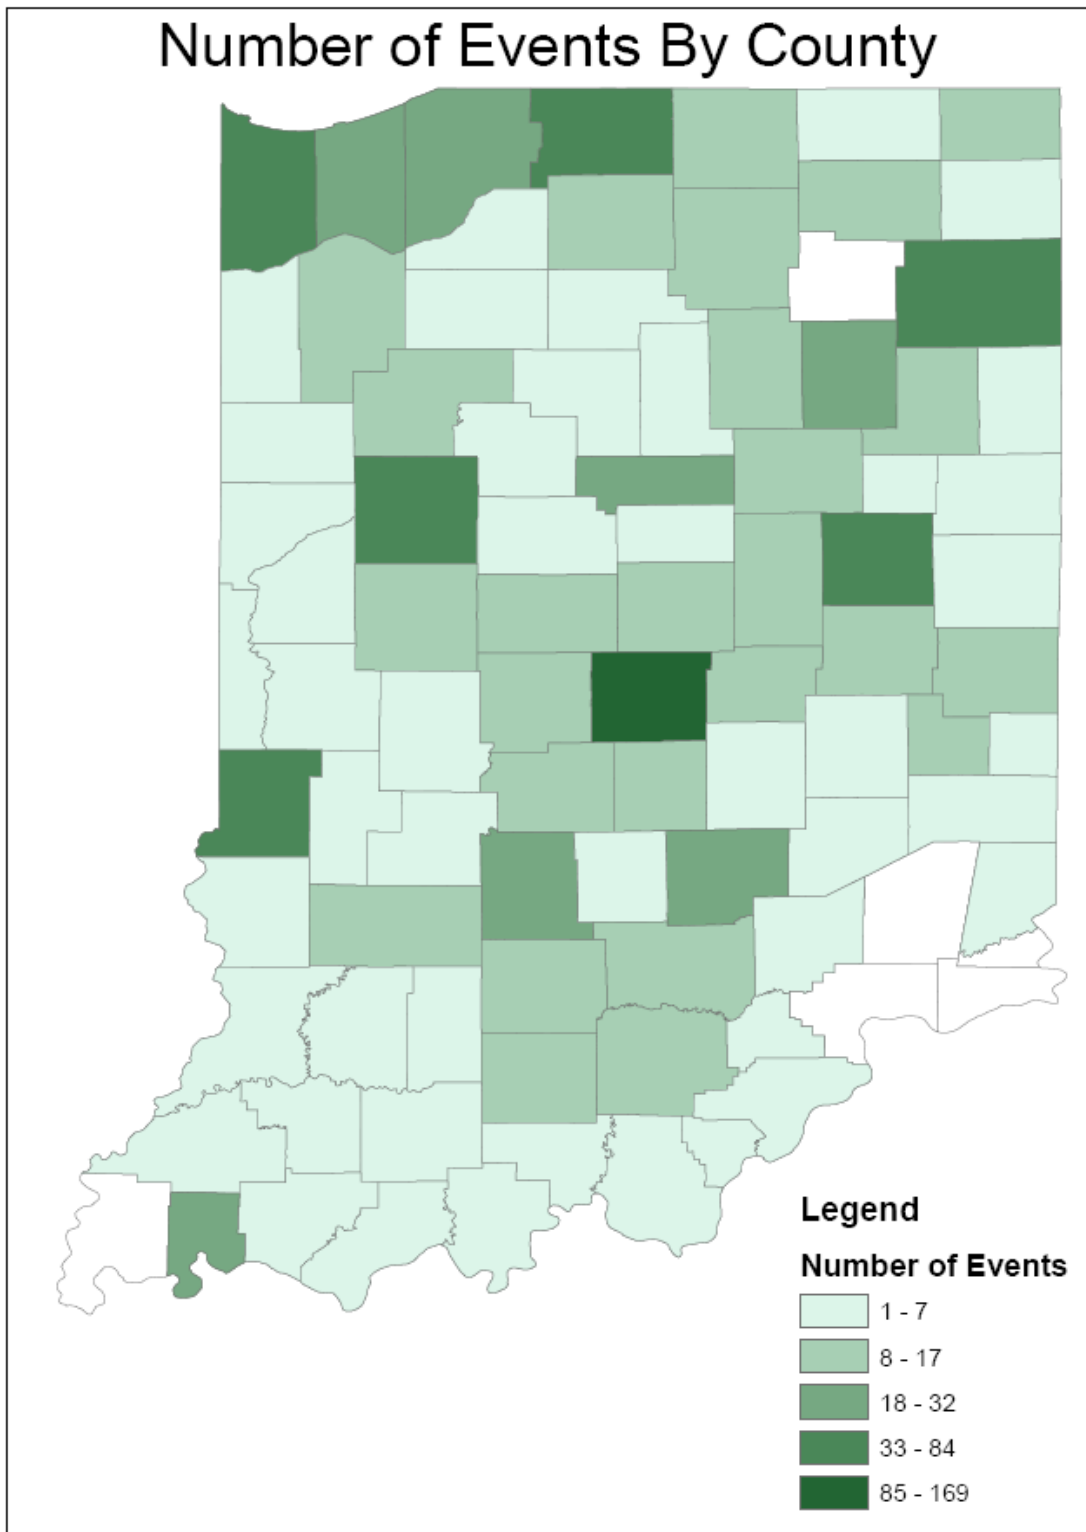 Number of Events By County
Legend
Number of Events
1 - 7
8 - 17
18 - 32
33 - 84
85 - 169